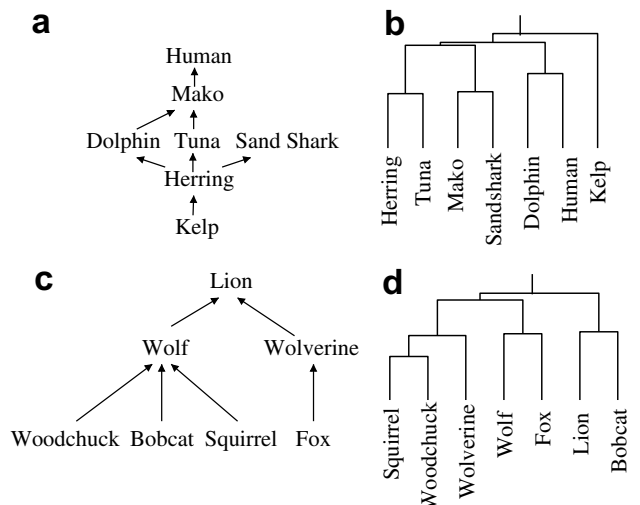 a
Human
Mako
Dolphin Tuna Sand Shark
Herring
Kelp
b
Herring
Tuna
Mako
Sandshark
Dolphin
Human
Kelp
c
Lion
Wolf Wolverine
Woodchuck Bobcat Squirrel Fox
d
Squirrel
Woodchuck
Wolverine
Wolf
Fox
Lion
Bobcat